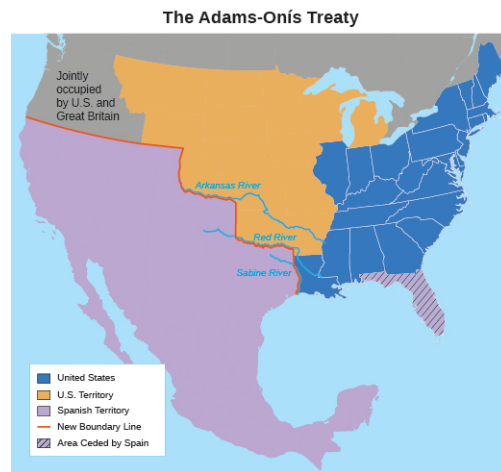 The Adams-Onís Treaty
Jointly
occupied
by U.S. and
Great Britain
Arkansas River
Red River
Sabine River
United States
U.S. Territory
Spanish Territory
New Boundary Line
Area Ceded by Spain